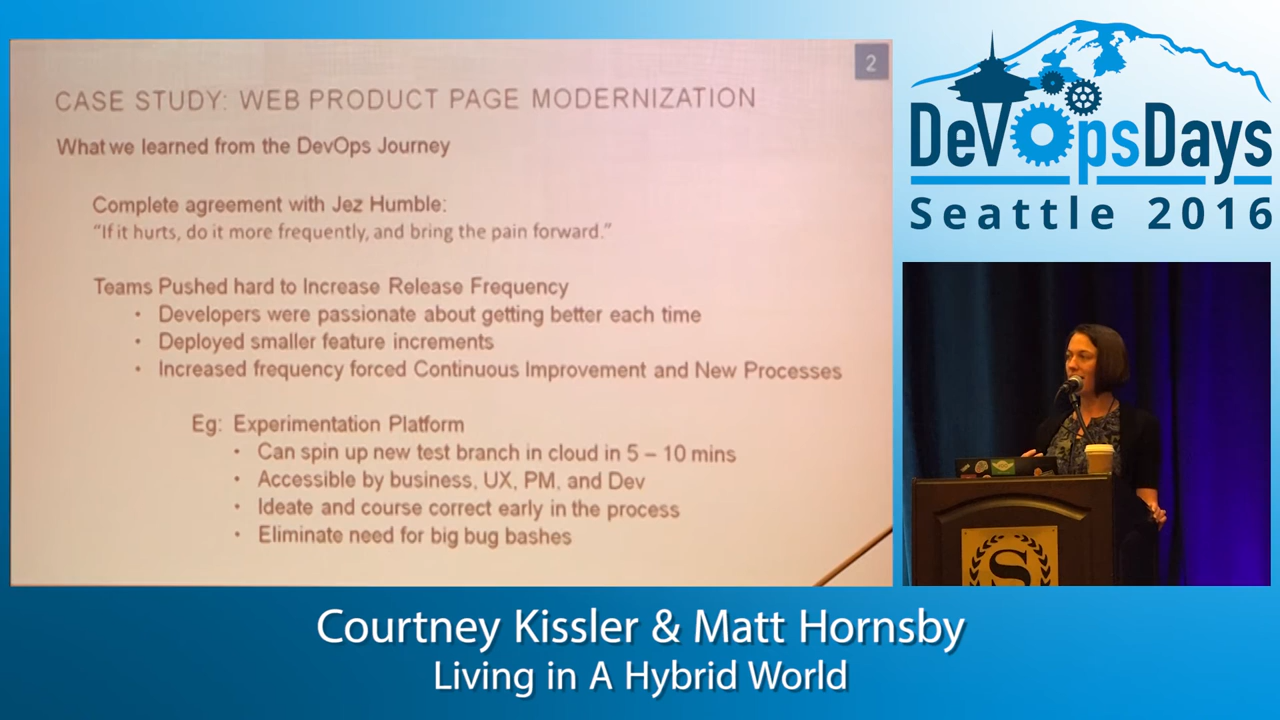 2
CASE STUDY: WEB PRODUCT PAGE MODERNIZATION
What we learned from the DevOps Journey
Complete agreement with Jez Humble:
“If it hurts, do it more frequently, and bring the pain forward.”
Teams Pushed hard to Increase Release Frequency
• Developers were passionate about getting better each time
• Deployed smaller feature increments
• Increased frequency forced Continuous Improvement and New Processes
Eg: Experimentation Platform
• Can spin up new test branch in cloud in 5 – 10 mins
• Accessible by business, UX, PM, and Dev
• Ideate and course correct early in the process
• Eliminate need for big bug bashes
DevOpsDays
Seattle 2016
S
Courtney Kissler & Matt Hornsby
Living in A Hybrid World